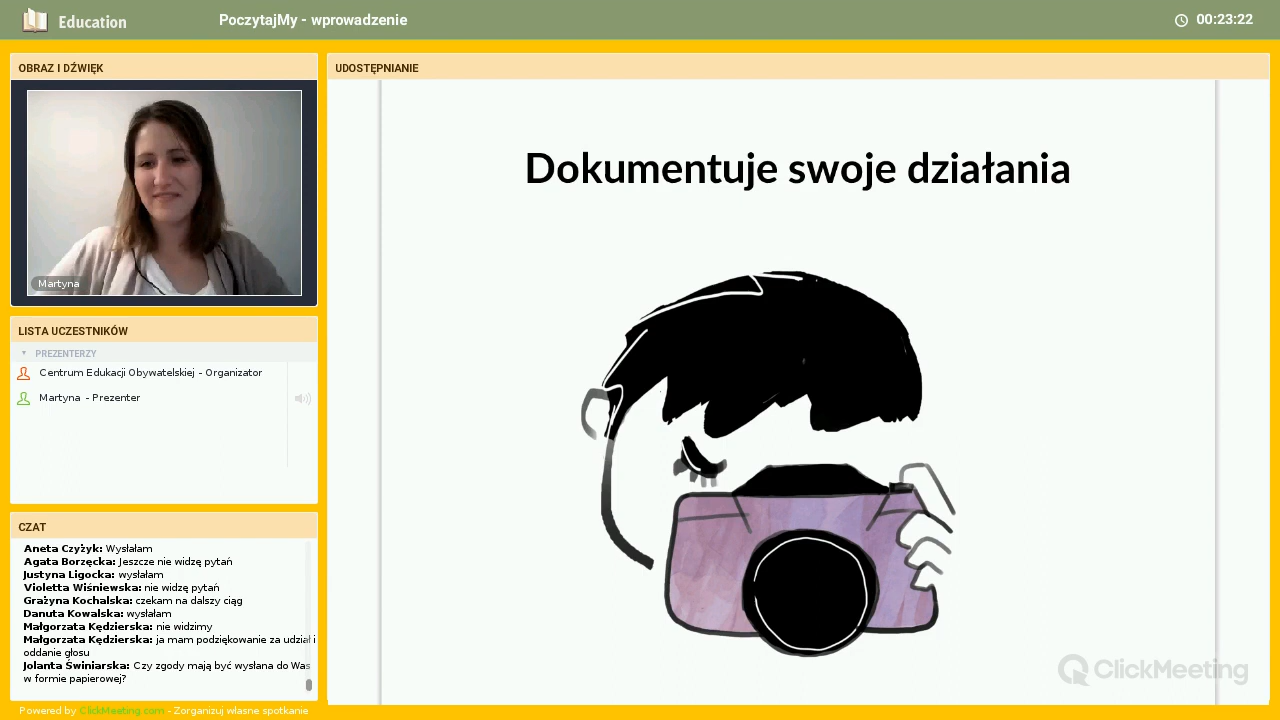 Education
PoczytajMy - wprowadzenie
00:23:22
OBRAZ I DŹWIĘK
Martyna
LISTA UCZESTNIKÓW
PREZENTERZY
Centrum Edukacji Obywatelskiej - Organizator
Martyna - Prezenter
CZAT
Aneta Czyżyk: Wysłałam
Agata Borzęcka: Jeszcze nie widzę pytań
Justyna Ligocka: wysłałam
Violetta Wiśniewska: nie widzę pytań
Grażyna Kochalska: czekam na dalszy ciąg
Danuta Kowalska: wysłałam
Małgorzata Kędzierska: nie widzimy
Małgorzata Kędzierska: ja mam podziękowanie za udział i
oddanie głosu
Jolanta Świniarska: Czy zgody mają być wysłana do Was
w formie papierowej?
Powered by ClickMeeting.com - Zorganizuj własne spotkanie
UDOSTĘPNIANIE
Dokumentuje swoje działania
ClickMeeting